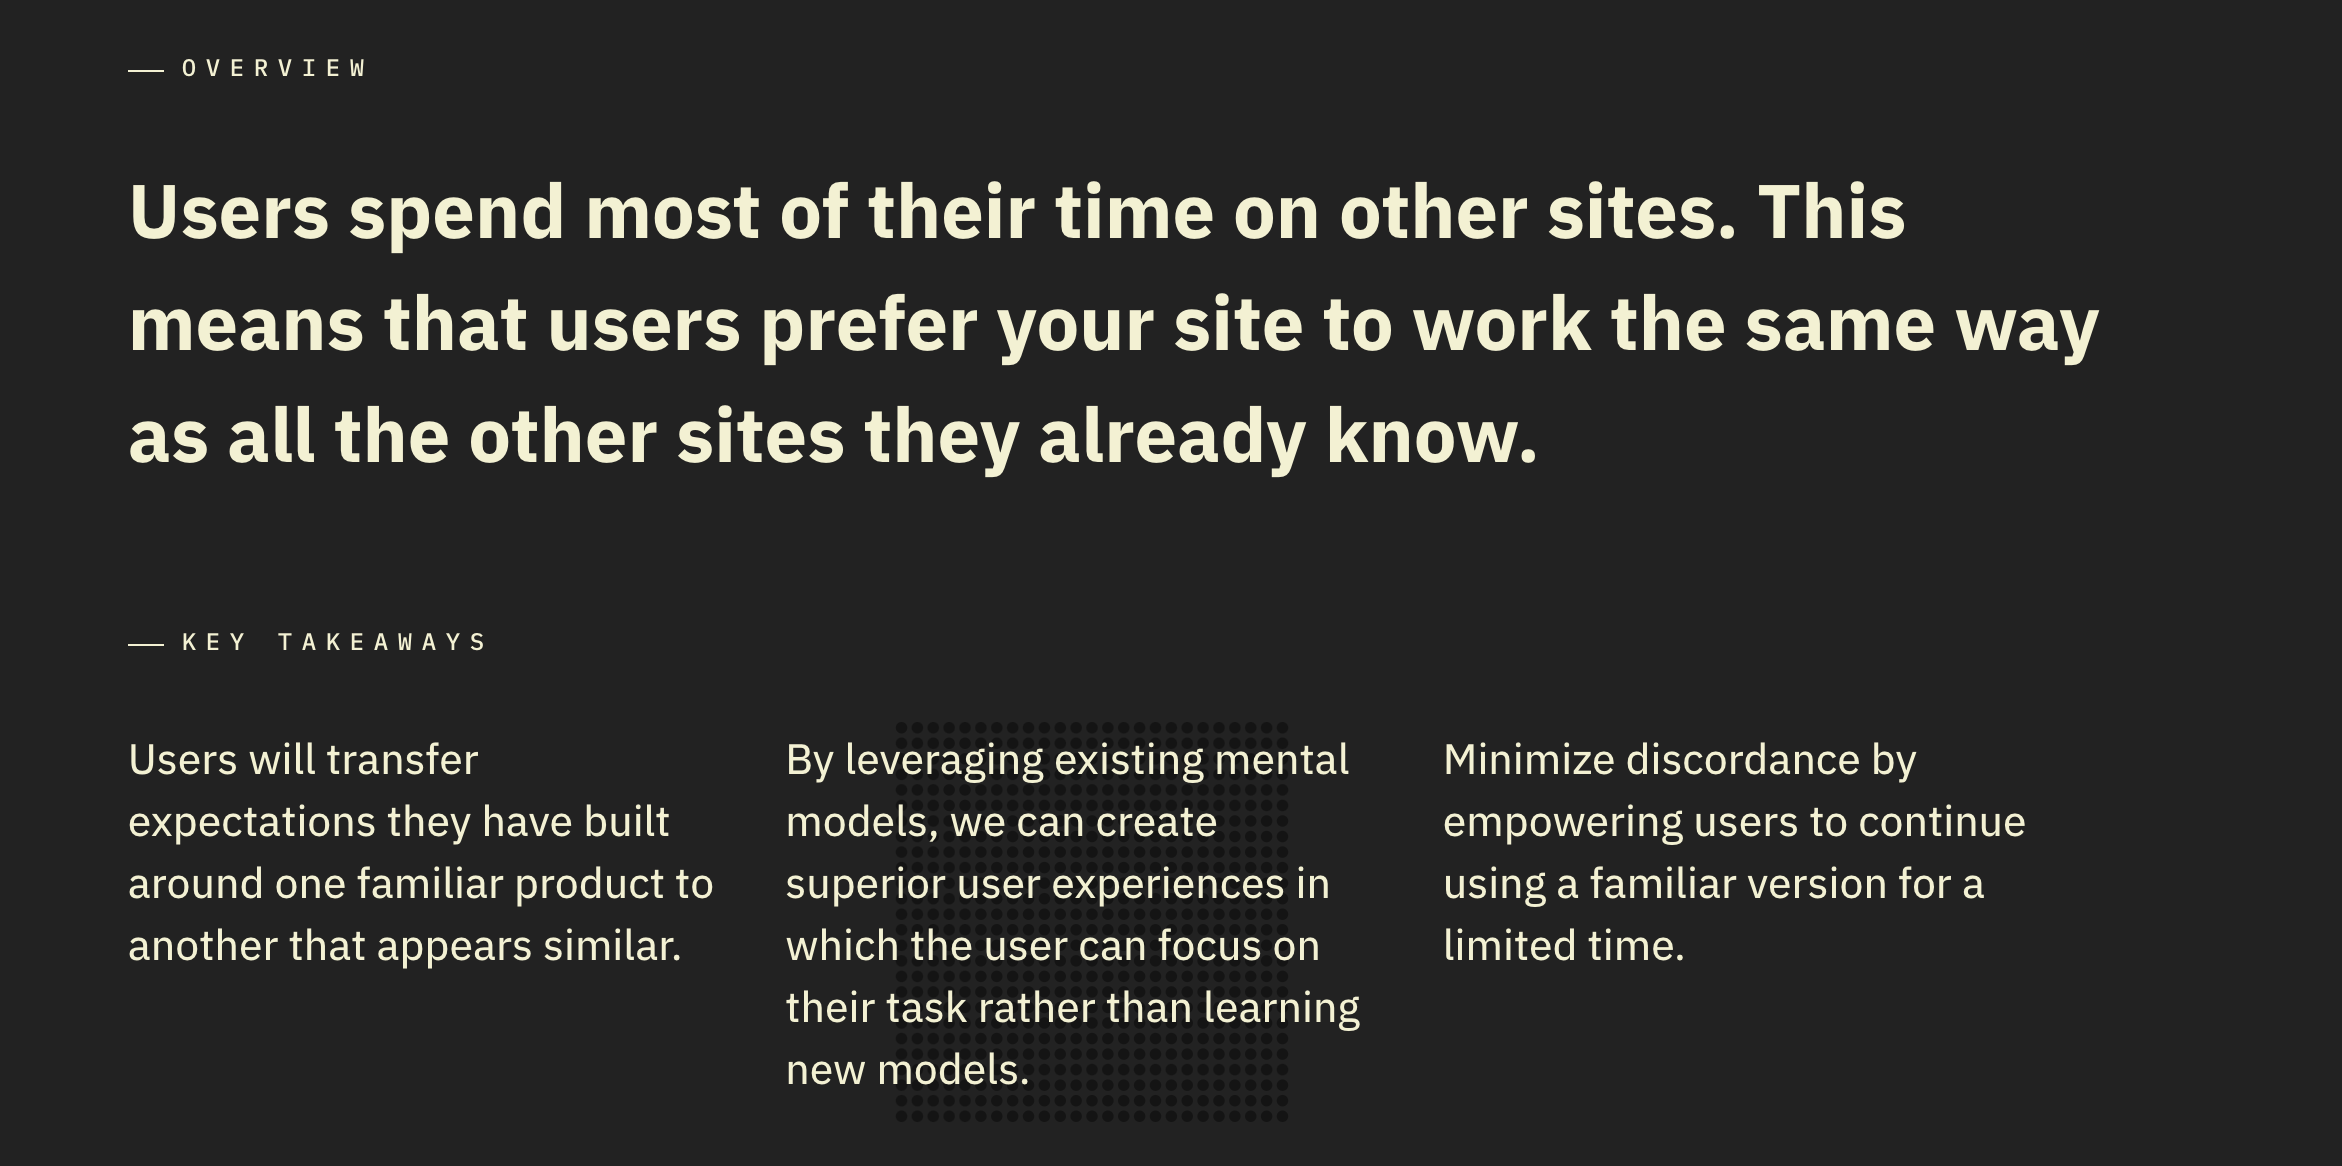 OVERVIEW
Users spend most of their time on other sites. This
means that users prefer your site to work the same way
as all the other sites they already know.
KEY TAKEAWAYS
Users will transfer
expectations they have built
around one familiar product to
another that appears similar.
By leveraging existing mental
models, we can create
superior user experiences in
which the user can focus on
their task rather than learning
new models.
Minimize discordance by
empowering users to continue
using a familiar version for a
limited time.